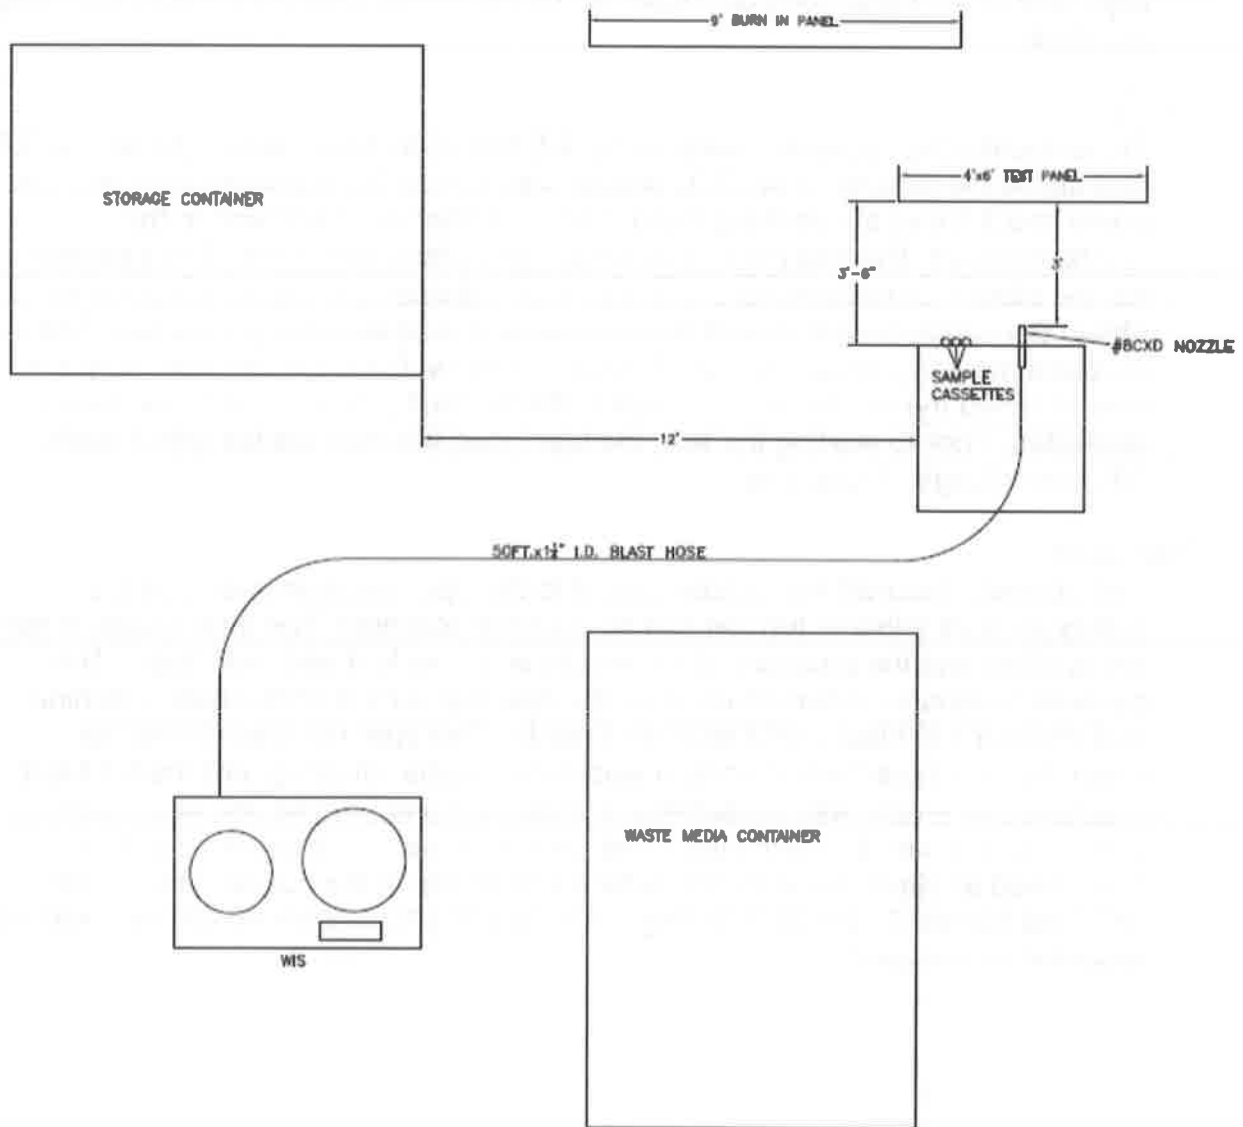 9' BURN IN PANEL
STORAGE CONTAINER
4'x6' TEST PANEL
3'-6"
3'
#8CXD NOZZLE
SAMPLE
CASSETTES
12'
50FT.x1½" I.D. BLAST HOSE
WASTE MEDIA CONTAINER
WIS